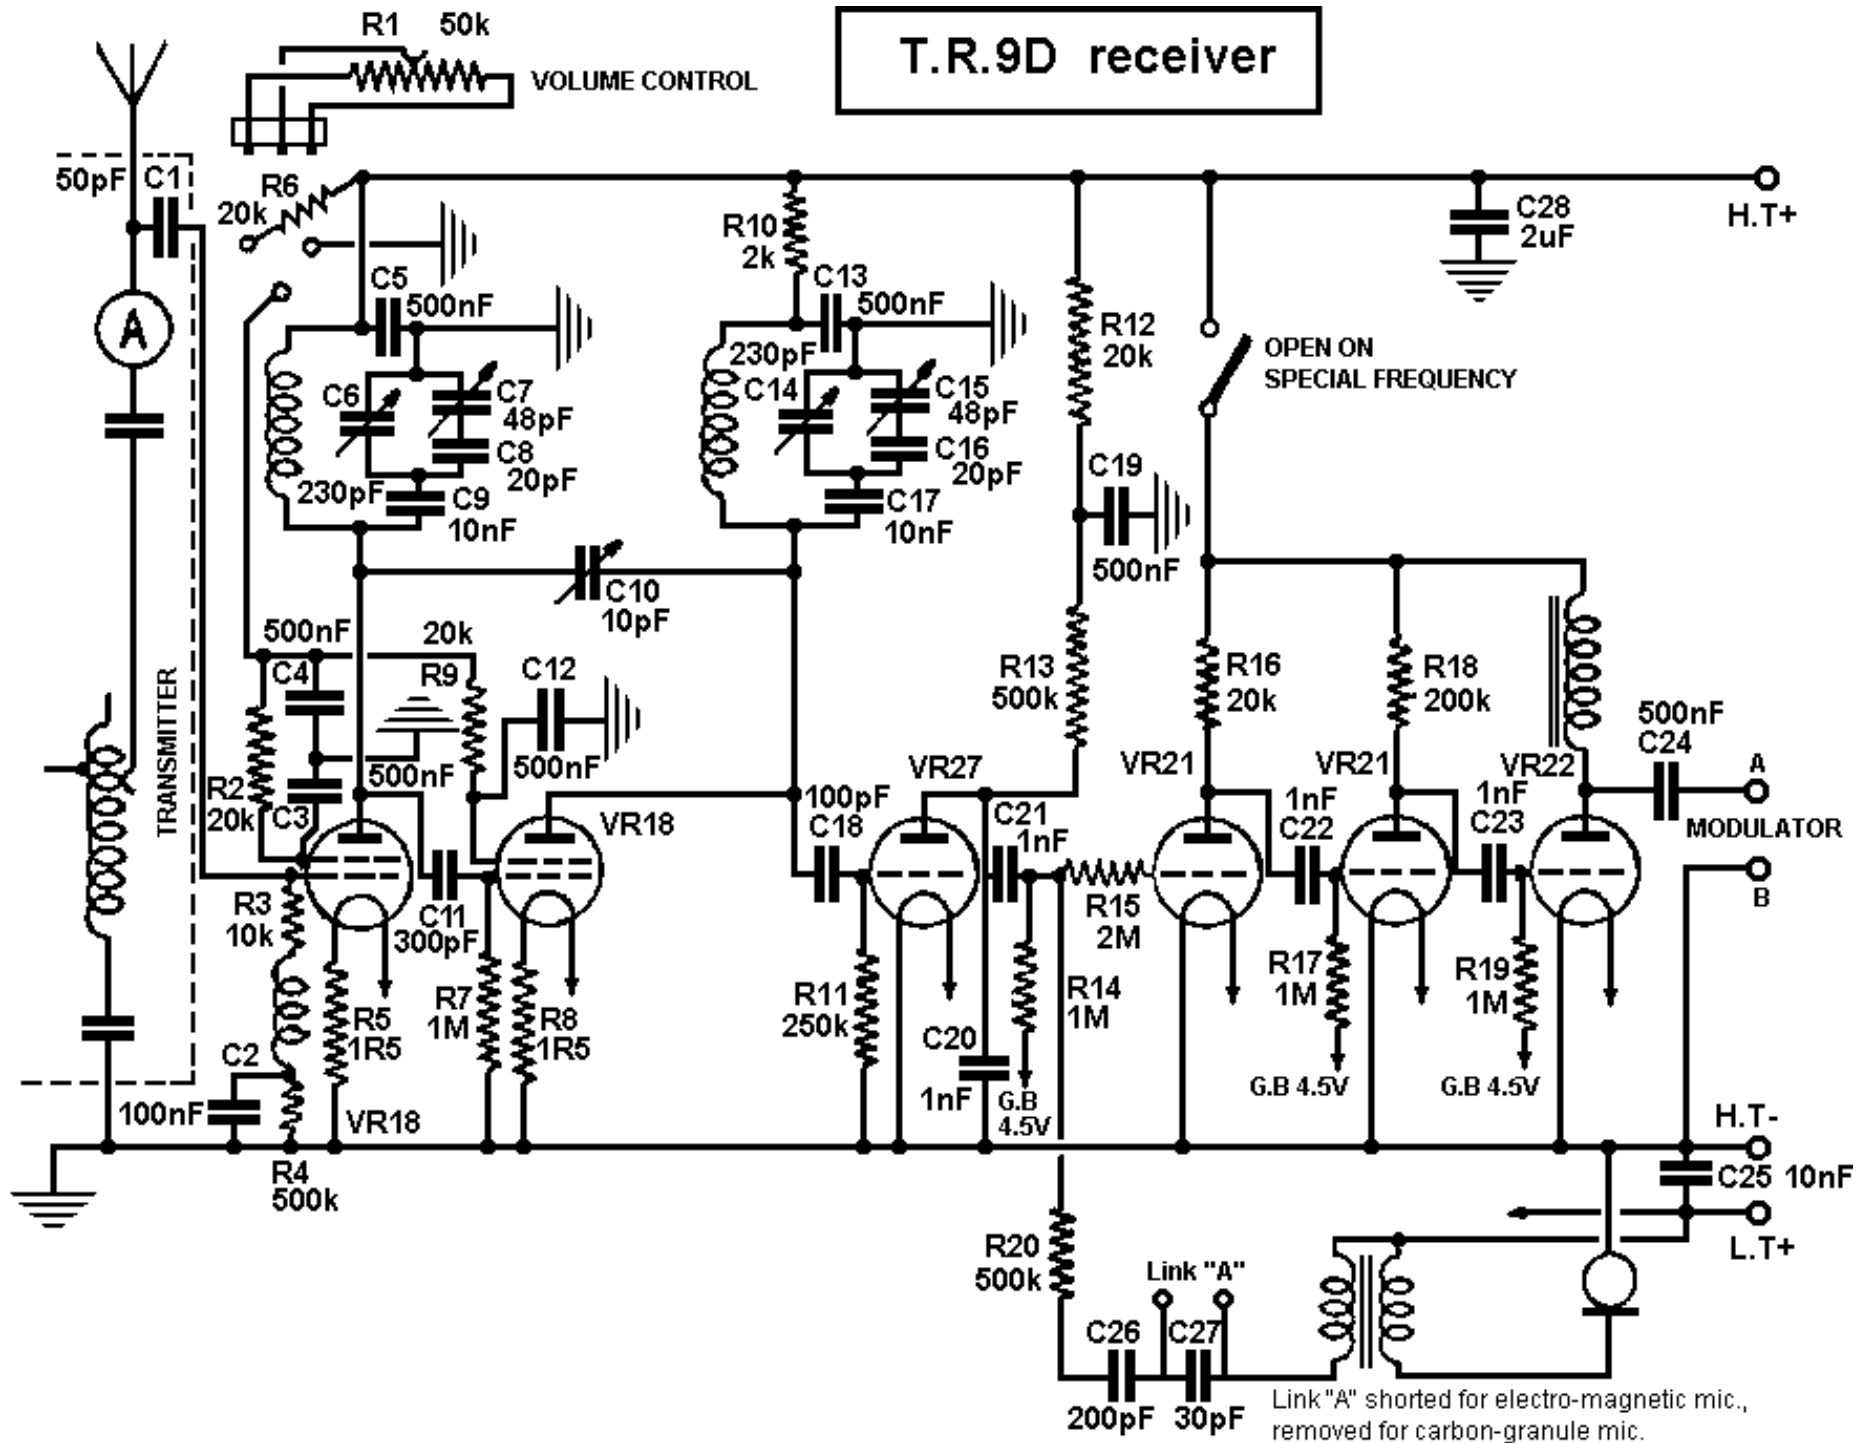 R1 50k
T.R.9D receiver
VOLUME CONTROL
50pF C1
R6
20k
C28
2uF
H.T+
R10
2k
C5
500nF
C13
500nF
R12
20k
OPEN ON
SPECIAL FREQUENCY
A
230pF
C6
C7
48pF
C14
C15
48pF
C8
20pF
C16
20pF
C19
230pF
C9
10nF
C17
10nF
500nF
C10
10pF
500nF
20k
C4
R9
C12
R13
500k
R16
20k
R18
200k
TRANSMITTER
500nF
C24
R2
20k
500nF
C3
500nF
VR27
VR21
VR21
VR22
A
100pF
C18
VR18
C21
1nF
1nF
C22
1nF
C23
MODULATOR
B
R3
10k
C11
300pF
R15
2M
R5
1R5
R7
1M
R8
1R5
R11
250k
R14
1M
R17
1M
R19
1M
C2
C20
100nF
VR18
1nF
G.B
4.5V
G.B 4.5V
G.B 4.5V
H.T-
R4
500k
C25 10nF
L.T+
R20
500k
Link "A"
C26 C27
200pF 30pF
Link "A" shorted for electro-magnetic mic.,
removed for carbon-granule mic.